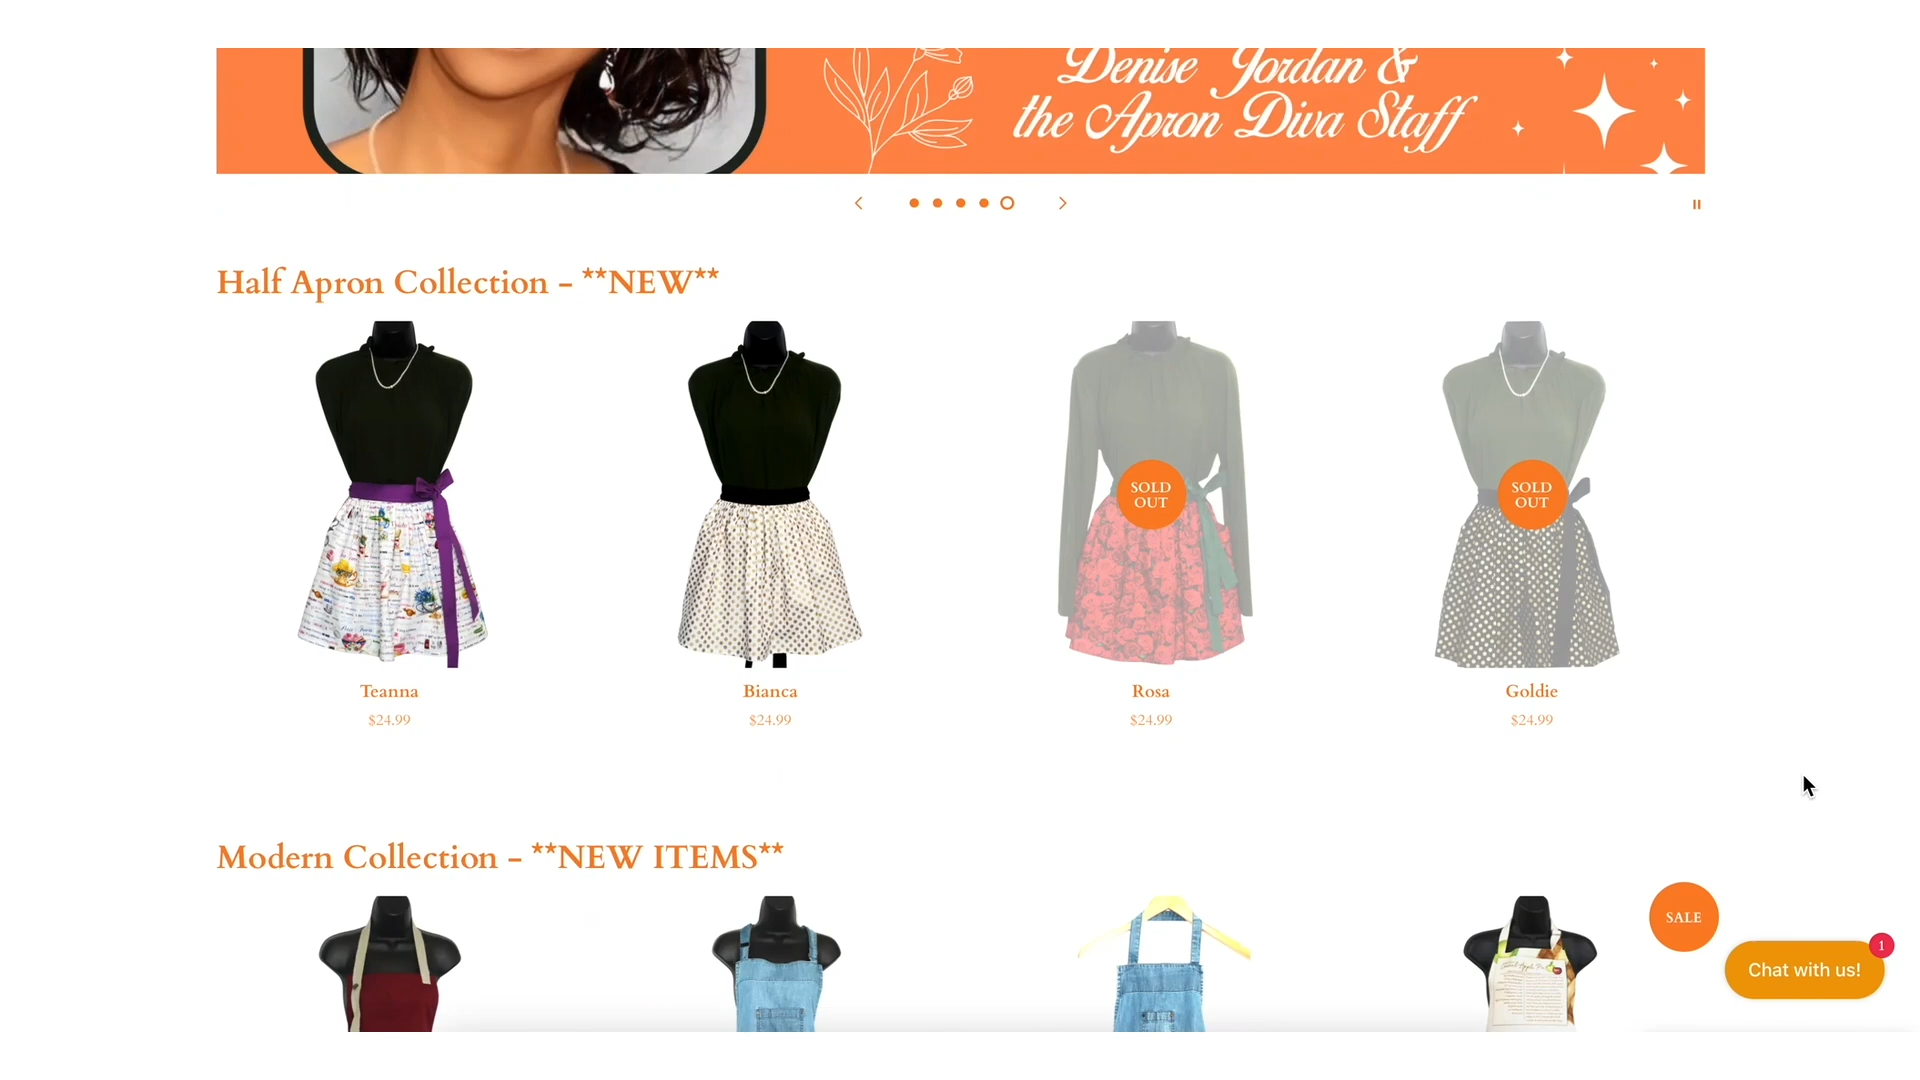 Denise Jordan &
the Apron Diva Staff
Half Apron Collection - **NEW**
SOLD
OUT
SOLD
OUT
Teanna
Bianca
Rosa
Goldie
$24.99
$24.99
$24.99
$24.99
Modern Collection - **NEW ITEMS**
SALE
1
Chat with us!